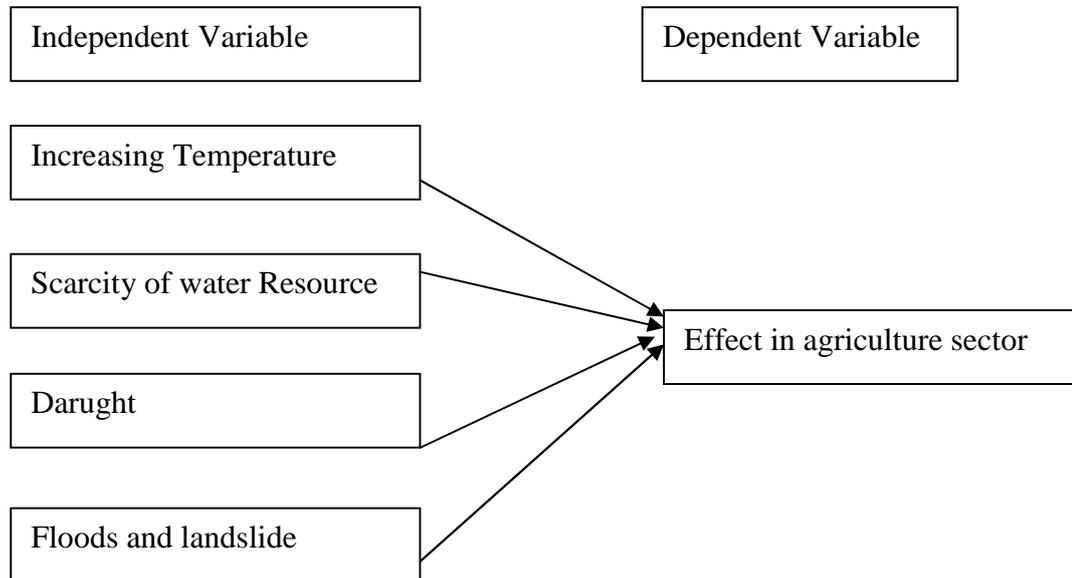 Independent Variable
Dependent Variable
Increasing Temperature
Scarcity of water Resource
Effect in agriculture sector
Darught
Floods and landslide